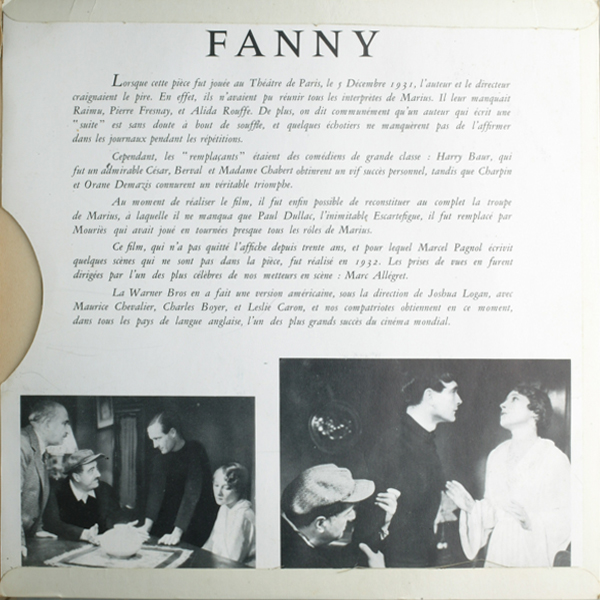 FANNY
Lorsque cette pièce fut jouée au Théâtre de Paris, le 5 Décembre 1931, l'auteur et le directeur
craignaient le pire. En effet, ils n'avaient pu réunir tous les interprètes de Marius. Il leur manquait
Raimu, Pierre Fresnay, et Alida Rouffe. De plus, on dit communément qu'un auteur qui écrit une
"suite" est sans doute à bout de souffle, et quelques échotiers ne manquèrent pas de l'affirmer
dans les journaux pendant les répétitions.
Cependant, les "remplaçants" étaient des comédiens de grande classe : Harry Baur, qui
fut un admirable César, Berval et Madame Chabert obtinrent un vif succès personnel, tandis que Charpin
et Orane Demazis connurent un véritable triomphe.
Au moment de réaliser le film, il fut enfin possible de reconstituer au complet la troupe
de Marius, à laquelle il ne manqua que Paul Dullac, l'inimitable Escartefigue, il fut remplacé par
Mouriès qui avait joué en tournées presque tous les rôles de Marius.
Ce film, qui n'a pas quitté l'affiche depuis trente ans, et pour lequel Marcel Pagnol écrivit
quelques scènes qui ne sont pas dans la pièce, fut réalisé en 1932. Les prises de vues en furent
dirigées par l'un des plus célèbres de nos metteurs en scène : Marc Allégret.
La Warner Bros en a fait une version américaine, sous la direction de Joshua Logan, avec
Maurice Chevalier, Charles Boyer, et Leslie Caron, et nos compatriotes obtiennent en ce moment,
dans tous les pays de langue anglaise, l'un des plus grands succès du cinéma mondial.